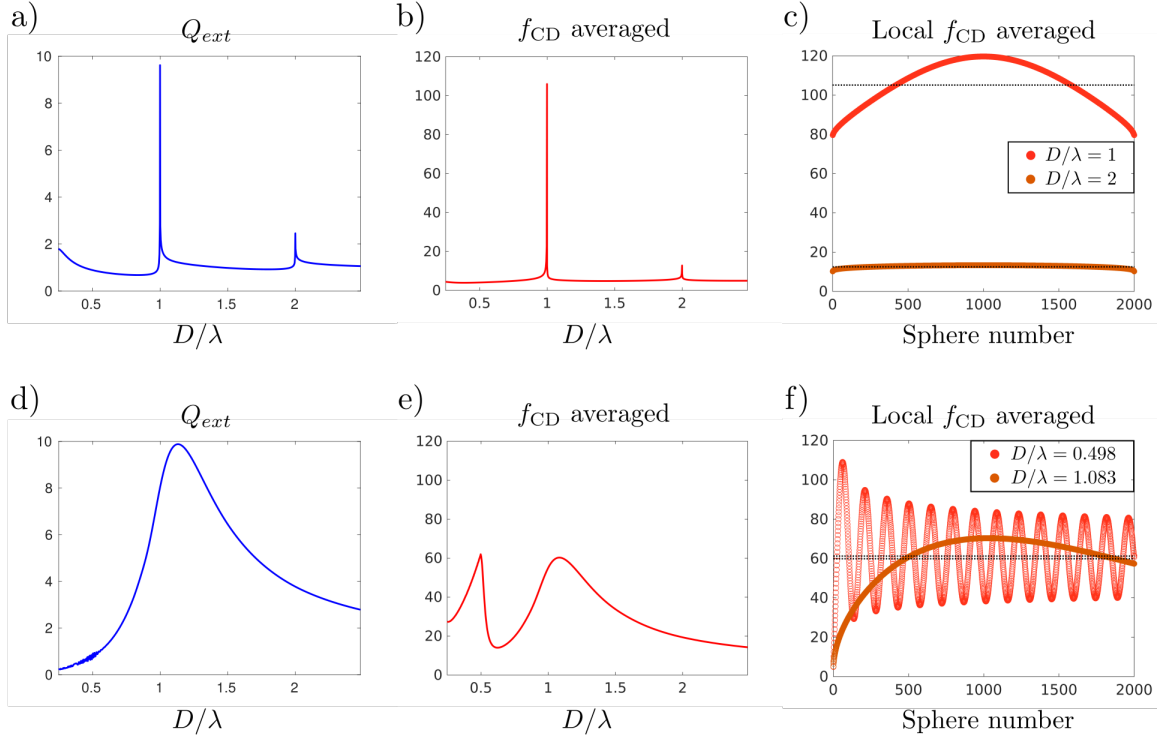 a)
Q_ext
10
8
6
4
2
0
0.5 1 1.5 2
D/λ
b)
f_CD averaged
120
100
80
60
40
20
0
0.5 1 1.5 2
D/λ
c)
Local f_CD averaged
120
100
80
60
40
20
0
D/λ = 1
D/λ = 2
0 500 1000 1500 2000
Sphere number
d)
Q_ext
10
8
6
4
2
0
0.5 1 1.5 2
D/λ
e)
f_CD averaged
120
100
80
60
40
20
0
0.5 1 1.5 2
D/λ
f)
Local f_CD averaged
120
100
80
60
40
20
0
D/λ = 0.498
D/λ = 1.083
0 500 1000 1500 2000
Sphere number